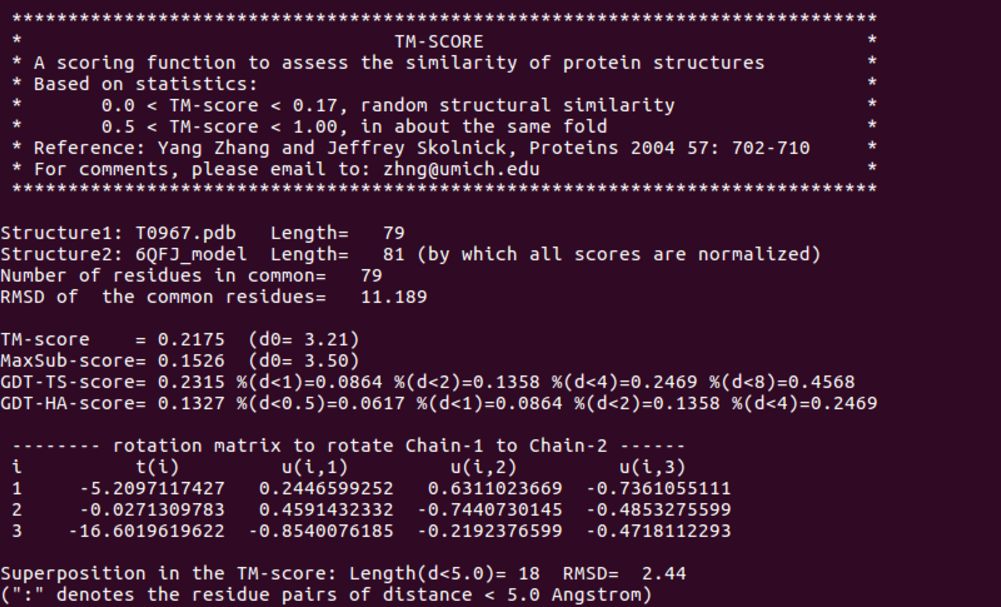 *****************************************************************************
* TM-SCORE *
* A scoring function to assess the similarity of protein structures *
* Based on statistics: *
* 0.0 < TM-score < 0.17, random structural similarity *
* 0.5 < TM-score < 1.00, in about the same fold *
* Reference: Yang Zhang and Jeffrey Skolnick, Proteins 2004 57: 702-710 *
* For comments, please email to: zhng@umich.edu *
*****************************************************************************
Structure1: T0967.pdb Length= 79
Structure2: 6QFJ_model Length= 81 (by which all scores are normalized)
Number of residues in common= 79
RMSD of the common residues= 11.189
TM-score = 0.2175 (d0= 3.21)
MaxSub-score= 0.1526 (d0= 3.50)
GDT-TS-score= 0.2315 %(d<1)=0.0864 %(d<2)=0.1358 %(d<4)=0.2469 %(d<8)=0.4568
GDT-HA-score= 0.1327 %(d<0.5)=0.0617 %(d<1)=0.0864 %(d<2)=0.1358 %(d<4)=0.2469
-------- rotation matrix to rotate Chain-1 to Chain-2 ------
i t(i) u(i,1) u(i,2) u(i,3)
1 -5.2097117427 0.2446599252 0.6311023669 -0.7361055111
2 -0.0271309783 0.4591432332 -0.7440730145 -0.4853275599
3 -16.6019619622 -0.8540076185 -0.2192376599 -0.4718112293
Superposition in the TM-score: Length(d<5.0)= 18 RMSD= 2.44
(":" denotes the residue pairs of distance < 5.0 Angstrom)